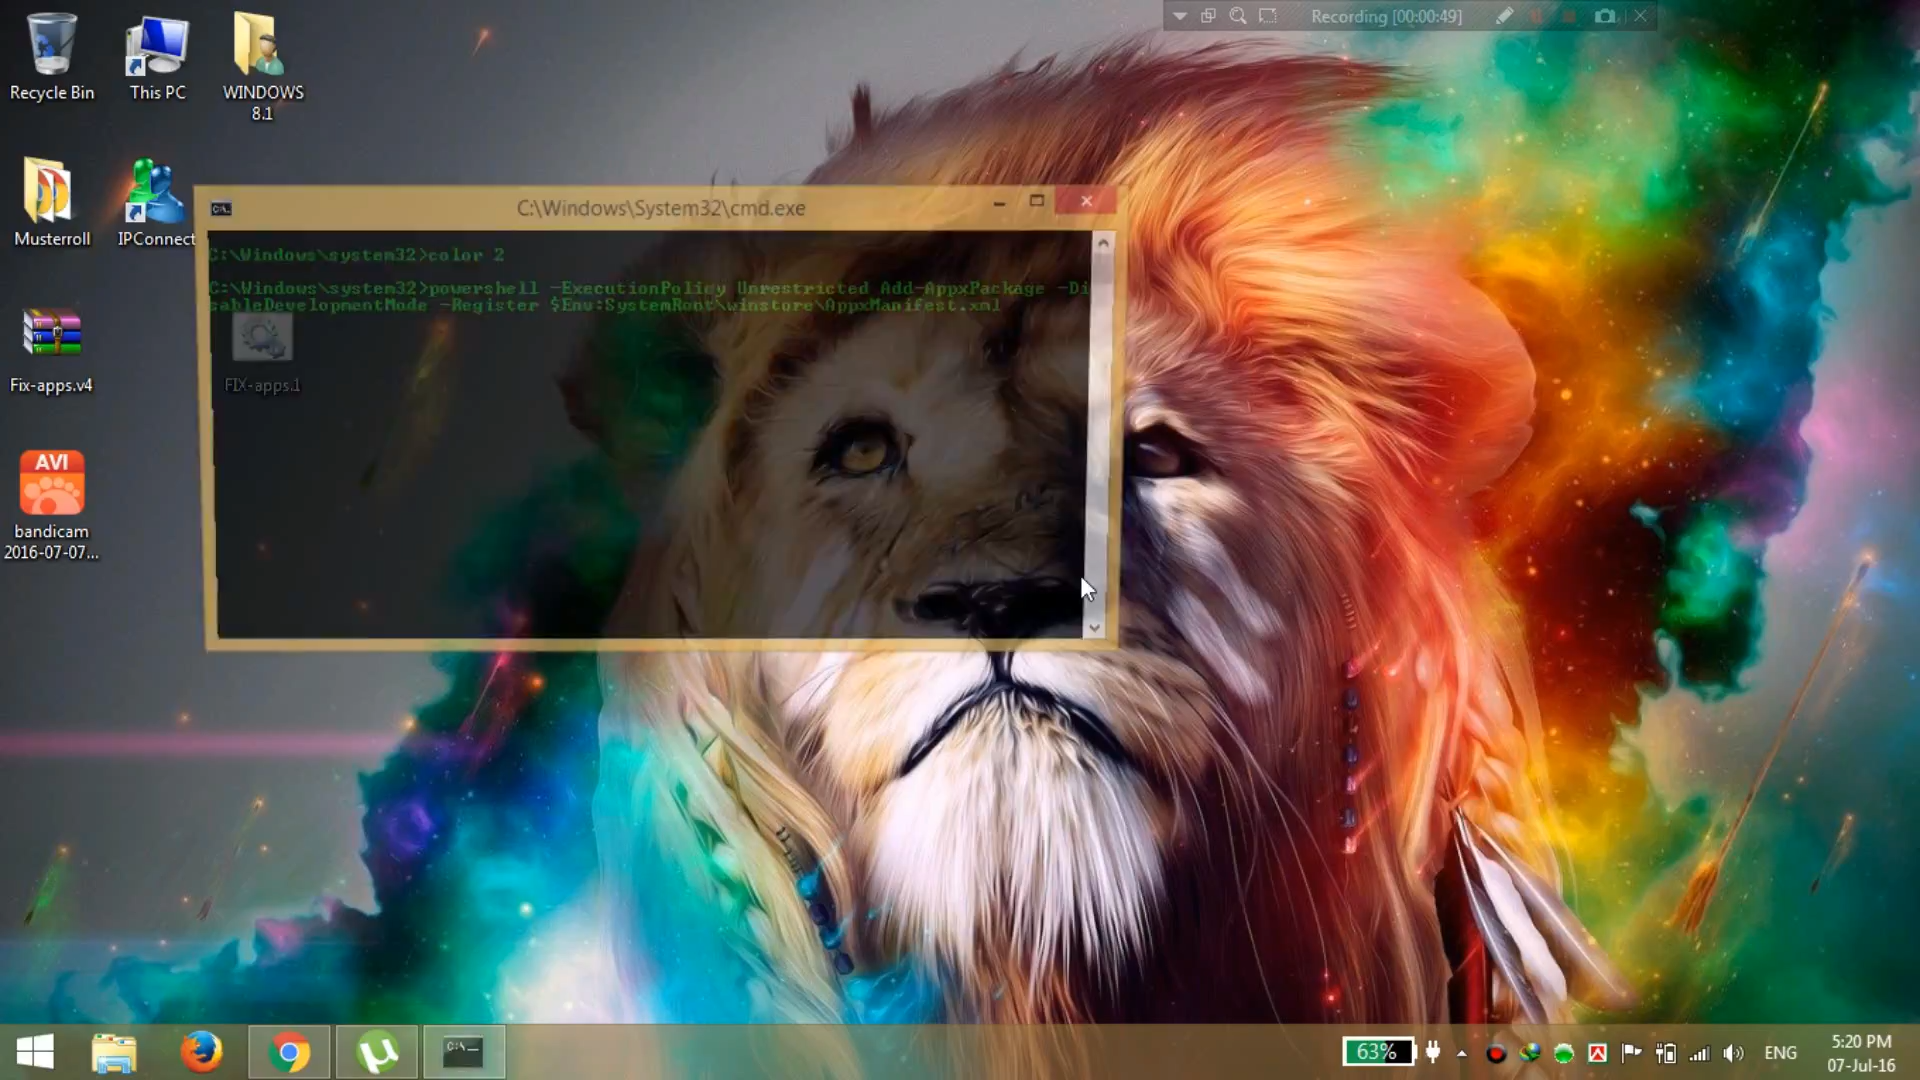 Recording [00:00:49]
Recycle Bin
This PC
WINDOWS
8.1
Musterroll
IPConnect
C:\Windows\System32\cmd.exe
C:\Windows\system32>color 2
C:\Windows\system32>powershell -ExecutionPolicy Unrestricted Add-AppxPackage -Di
sableDevelopmentMode -Register $Env:SystemRoot\winstore\AppxManifest.xml
Fix-apps.v4
FIX-apps.1
AVI
bandicam
2016-07-07...
C:\_
63%
ENG
5:20 PM
07-Jul-16